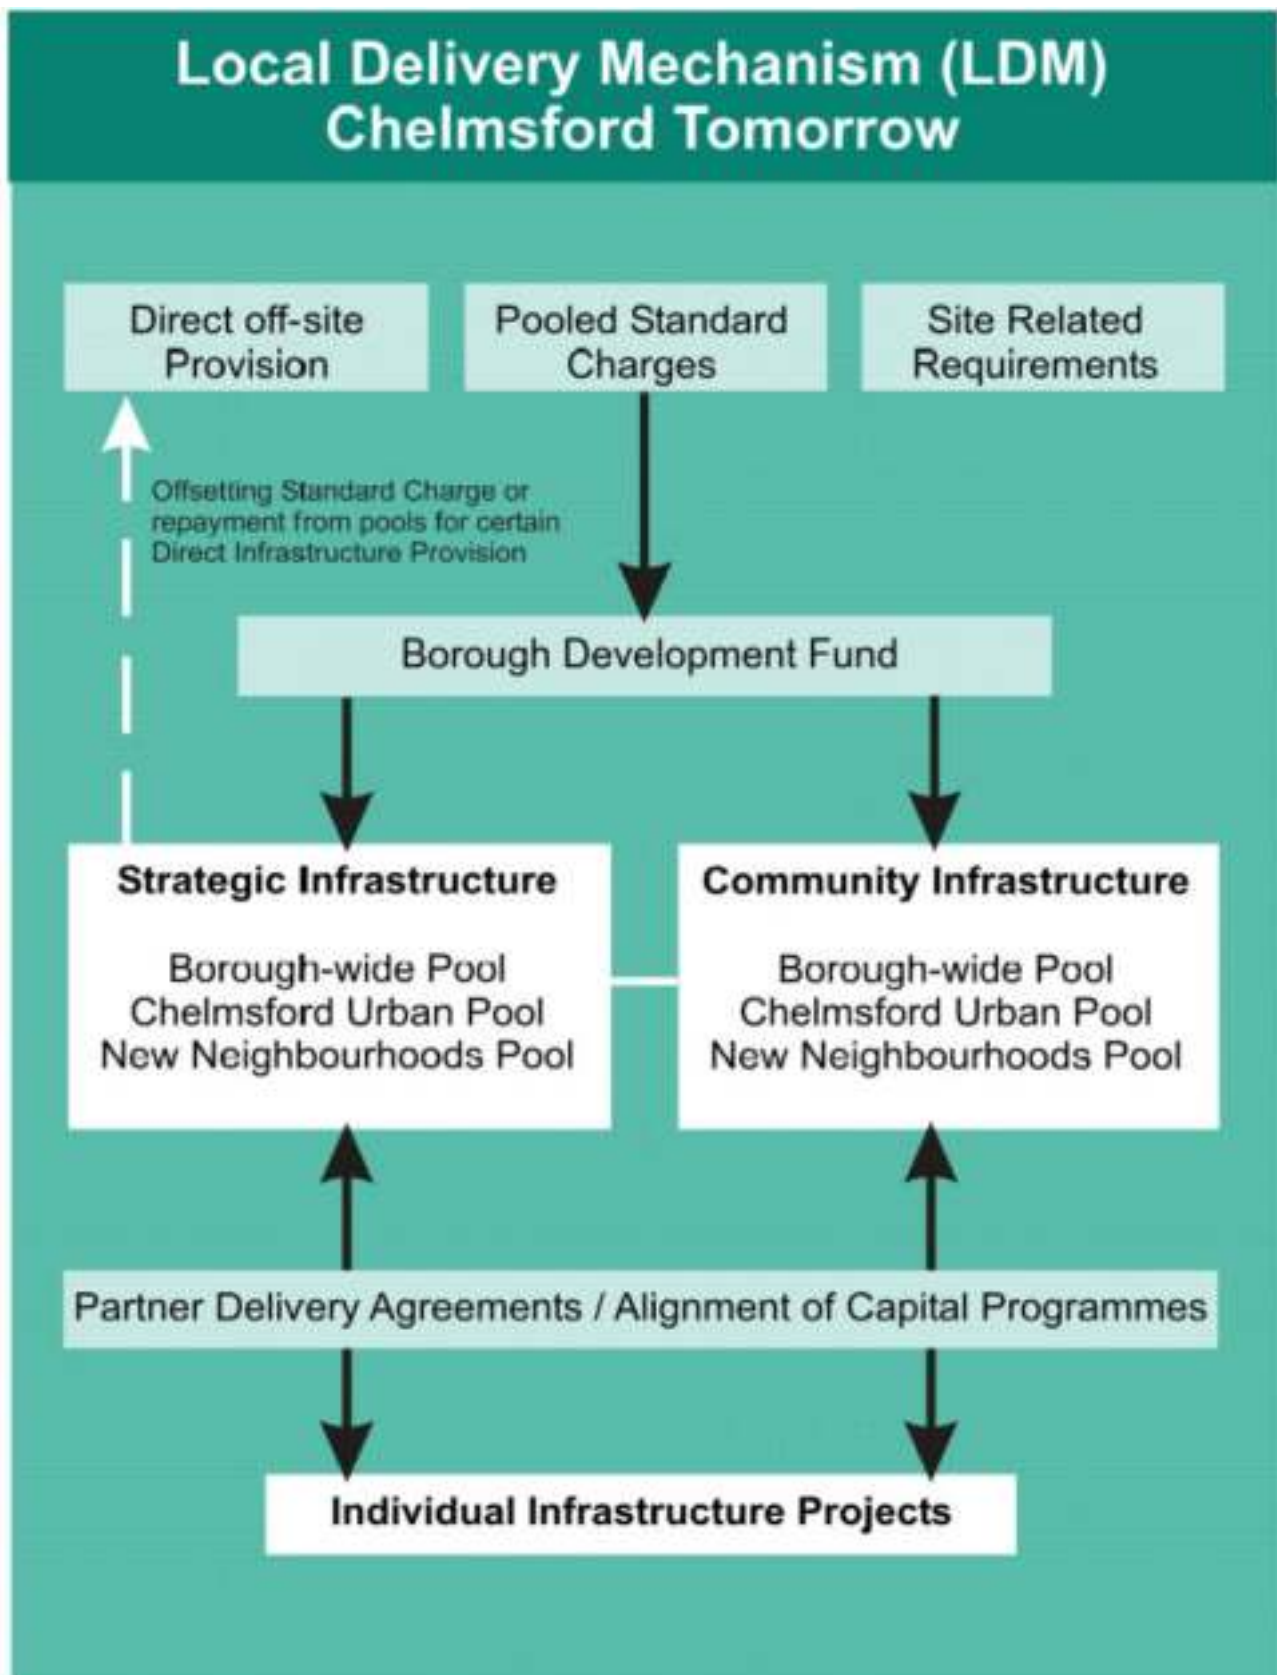 Local Delivery Mechanism (LDM)
Chelmsford Tomorrow
Direct off-site
Provision
Pooled Standard
Charges
Site Related
Requirements
Offsetting Standard Charge or
repayment from pools for certain
Direct Infrastructure Provision
Borough Development Fund
Strategic Infrastructure
Borough-wide Pool
Chelmsford Urban Pool
New Neighbourhoods Pool
Community Infrastructure
Borough-wide Pool
Chelmsford Urban Pool
New Neighbourhoods Pool
Partner Delivery Agreements / Alignment of Capital Programmes
Individual Infrastructure Projects